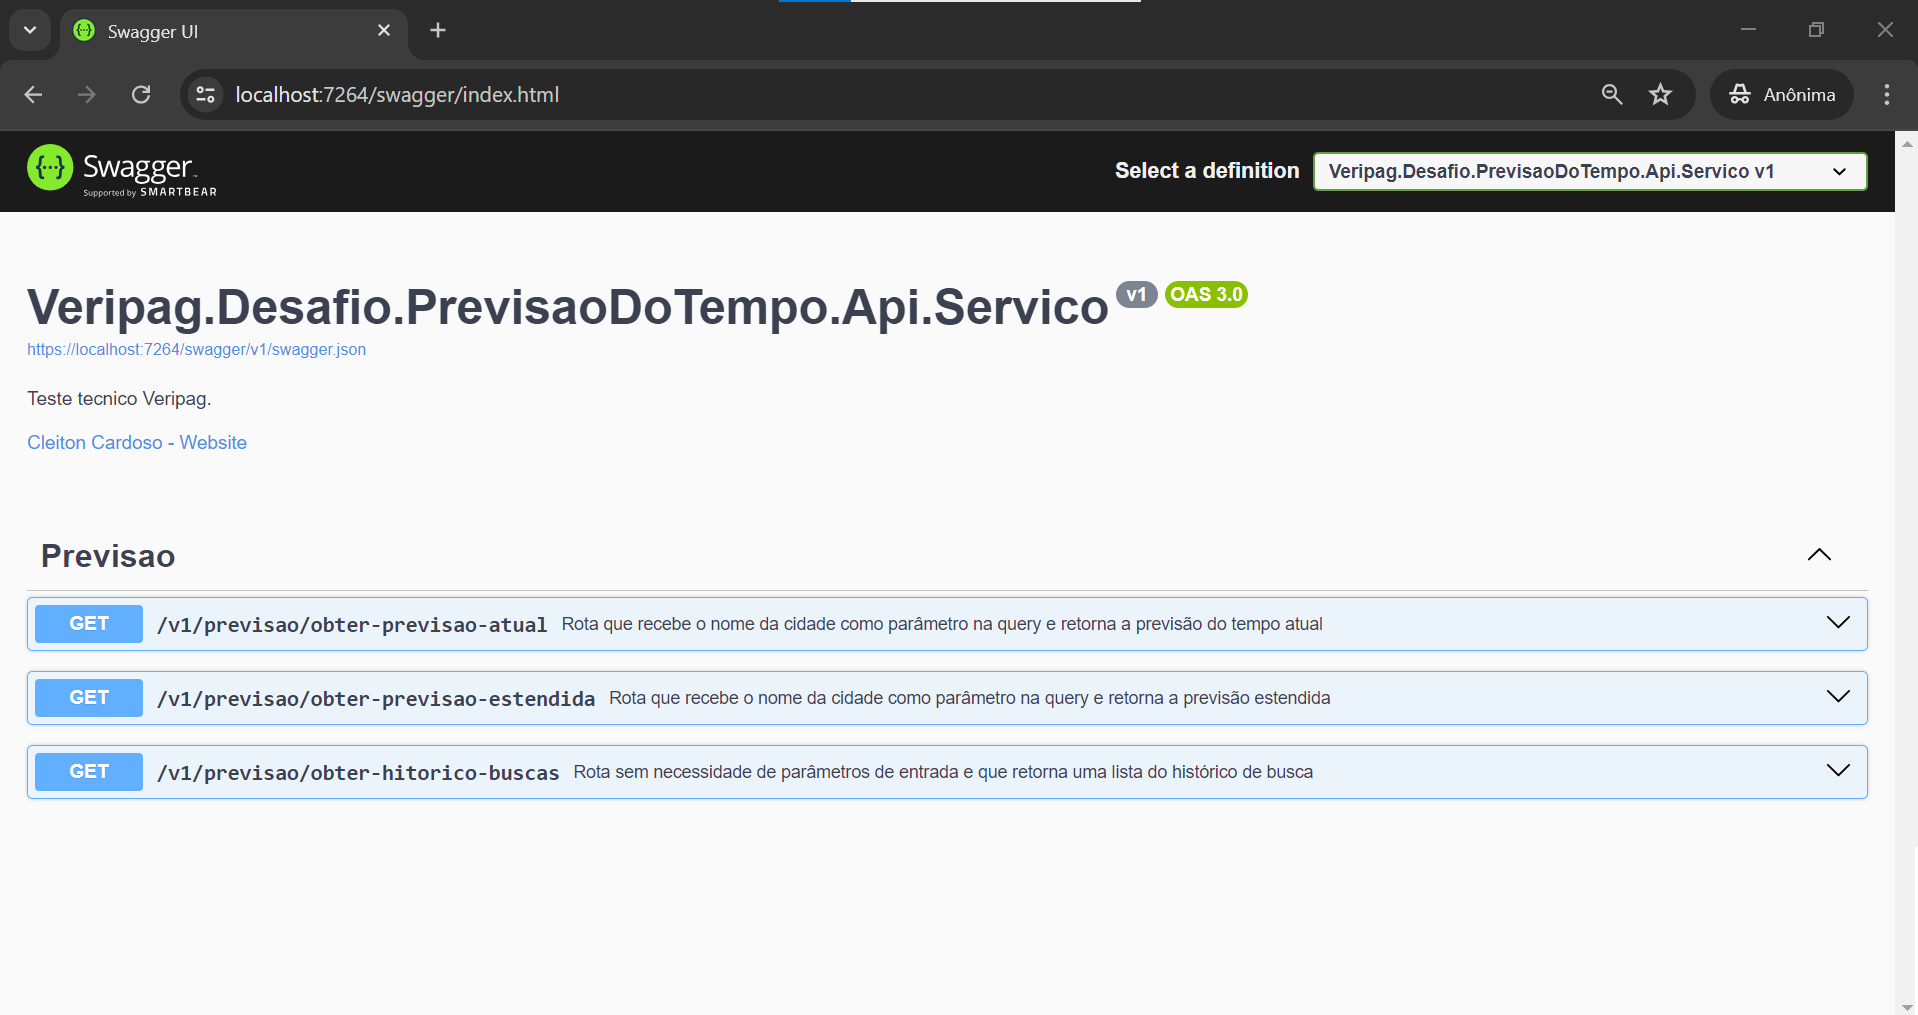 Swagger UI
localhost:7264/swagger/index.html
Anônima
Swagger
Supported by SMARTBEAR
Select a definition
Veripag.Desafio.PrevisaoDoTempo.Api.Servico v1
Veripag.Desafio.PrevisaoDoTempo.Api.Servico v1 OAS 3.0
https://localhost:7264/swagger/v1/swagger.json
Teste tecnico Veripag.
Cleiton Cardoso - Website
Previsao
GET /v1/previsao/obter-previsao-atual Rota que recebe o nome da cidade como parâmetro na query e retorna a previsão do tempo atual
GET /v1/previsao/obter-previsao-estendida Rota que recebe o nome da cidade como parâmetro na query e retorna a previsão estendida
GET /v1/previsao/obter-hitorico-buscas Rota sem necessidade de parâmetros de entrada e que retorna uma lista do histórico de busca